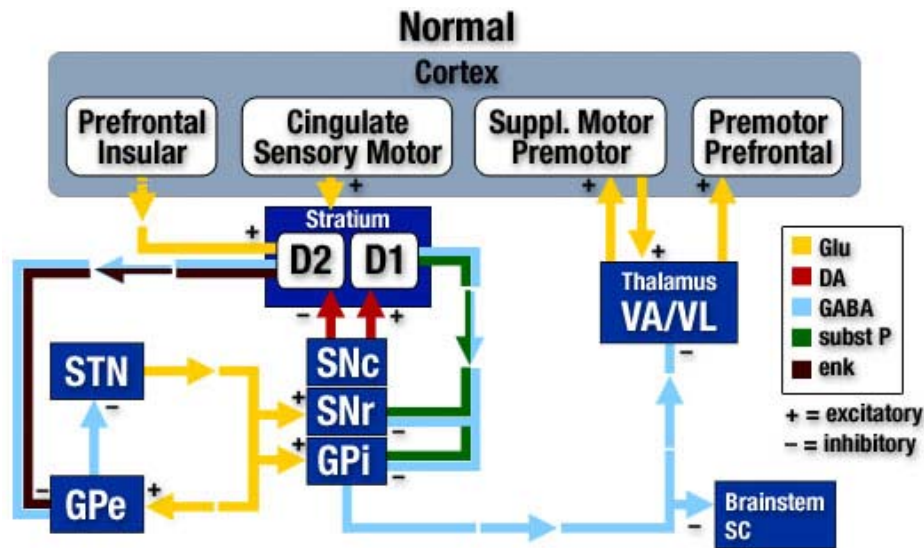 Normal
Cortex
Prefrontal
Insular
Cingulate
Sensory Motor
Suppl. Motor
Premotor
Premotor
Prefrontal
+
+
+
+
+
+
Stratium
D2
D1
−
+
Thalamus
VA/VL
−
Glu
DA
GABA
subst P
enk
+ = excitatory
− = inhibitory
STN
−
SNc
SNr
GPi
+
−
+
−
GPe
−
+
Brainstem
SC
−